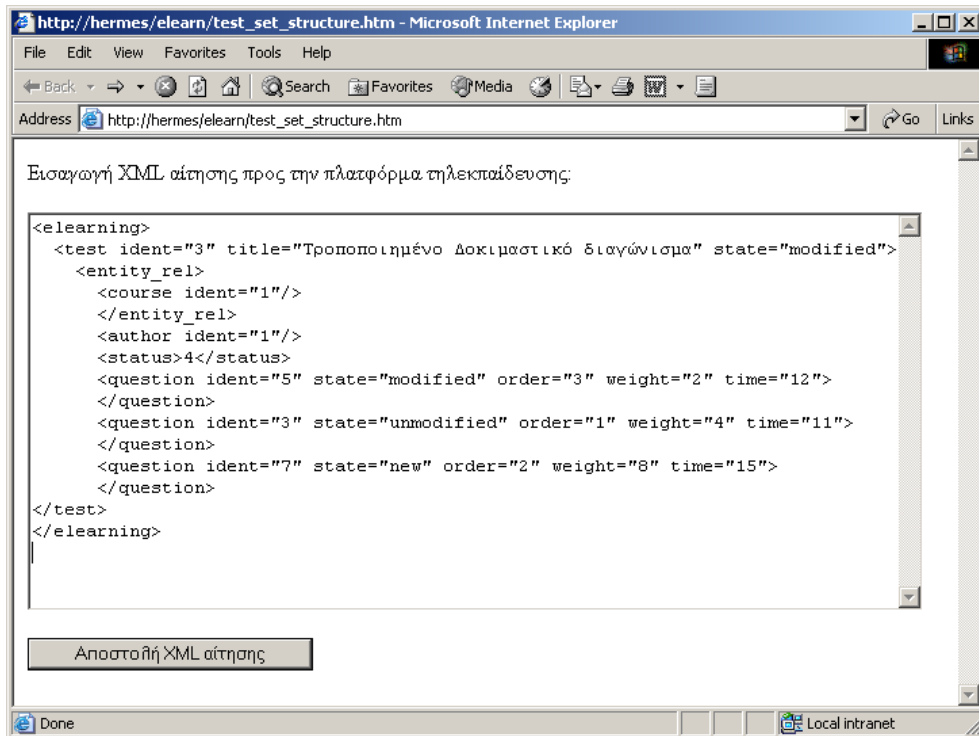 http://hermes/elearn/test_set_structure.htm - Microsoft Internet Explorer
File Edit View Favorites Tools Help
Back Search Favorites Media
Address http://hermes/elearn/test_set_structure.htm Go Links
Εισαγωγή XML αίτησης προς την πλατφόρμα τηλεκπαίδευσης:
<elearning>
<test ident="3" title="Τροποποιημένο Δοκιμαστικό διαγώνισμα" state="modified">
<entity_rel>
<course ident="1"/>
</entity_rel>
<author ident="1"/>
<status>4</status>
<question ident="5" state="modified" order="3" weight="2" time="12">
</question>
<question ident="3" state="unmodified" order="1" weight="4" time="11">
</question>
<question ident="7" state="new" order="2" weight="8" time="15">
</question>
</test>
</elearning>
Αποστολή XML αίτησης
Done Local intranet